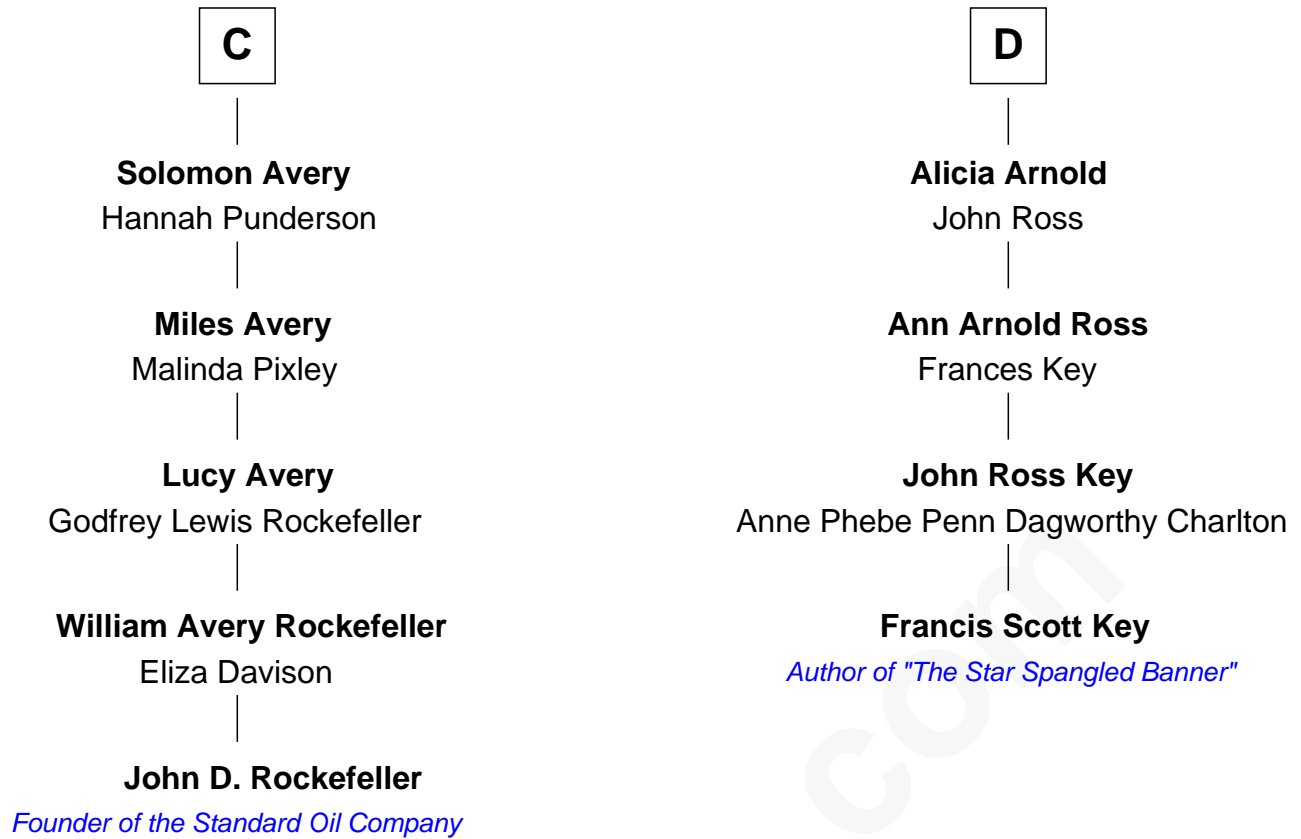 C
Solomon Avery
Hannah Punderson
Miles Avery
Malinda Pixley
Lucy Avery
Godfrey Lewis Rockefeller
William Avery Rockefeller
Eliza Davison
John D. Rockefeller
Founder of the Standard Oil Company
D
Alicia Arnold
John Ross
Ann Arnold Ross
Frances Key
John Ross Key
Anne Phebe Penn Dagworthy Charlton
Francis Scott Key
Author of "The Star Spangled Banner"
com